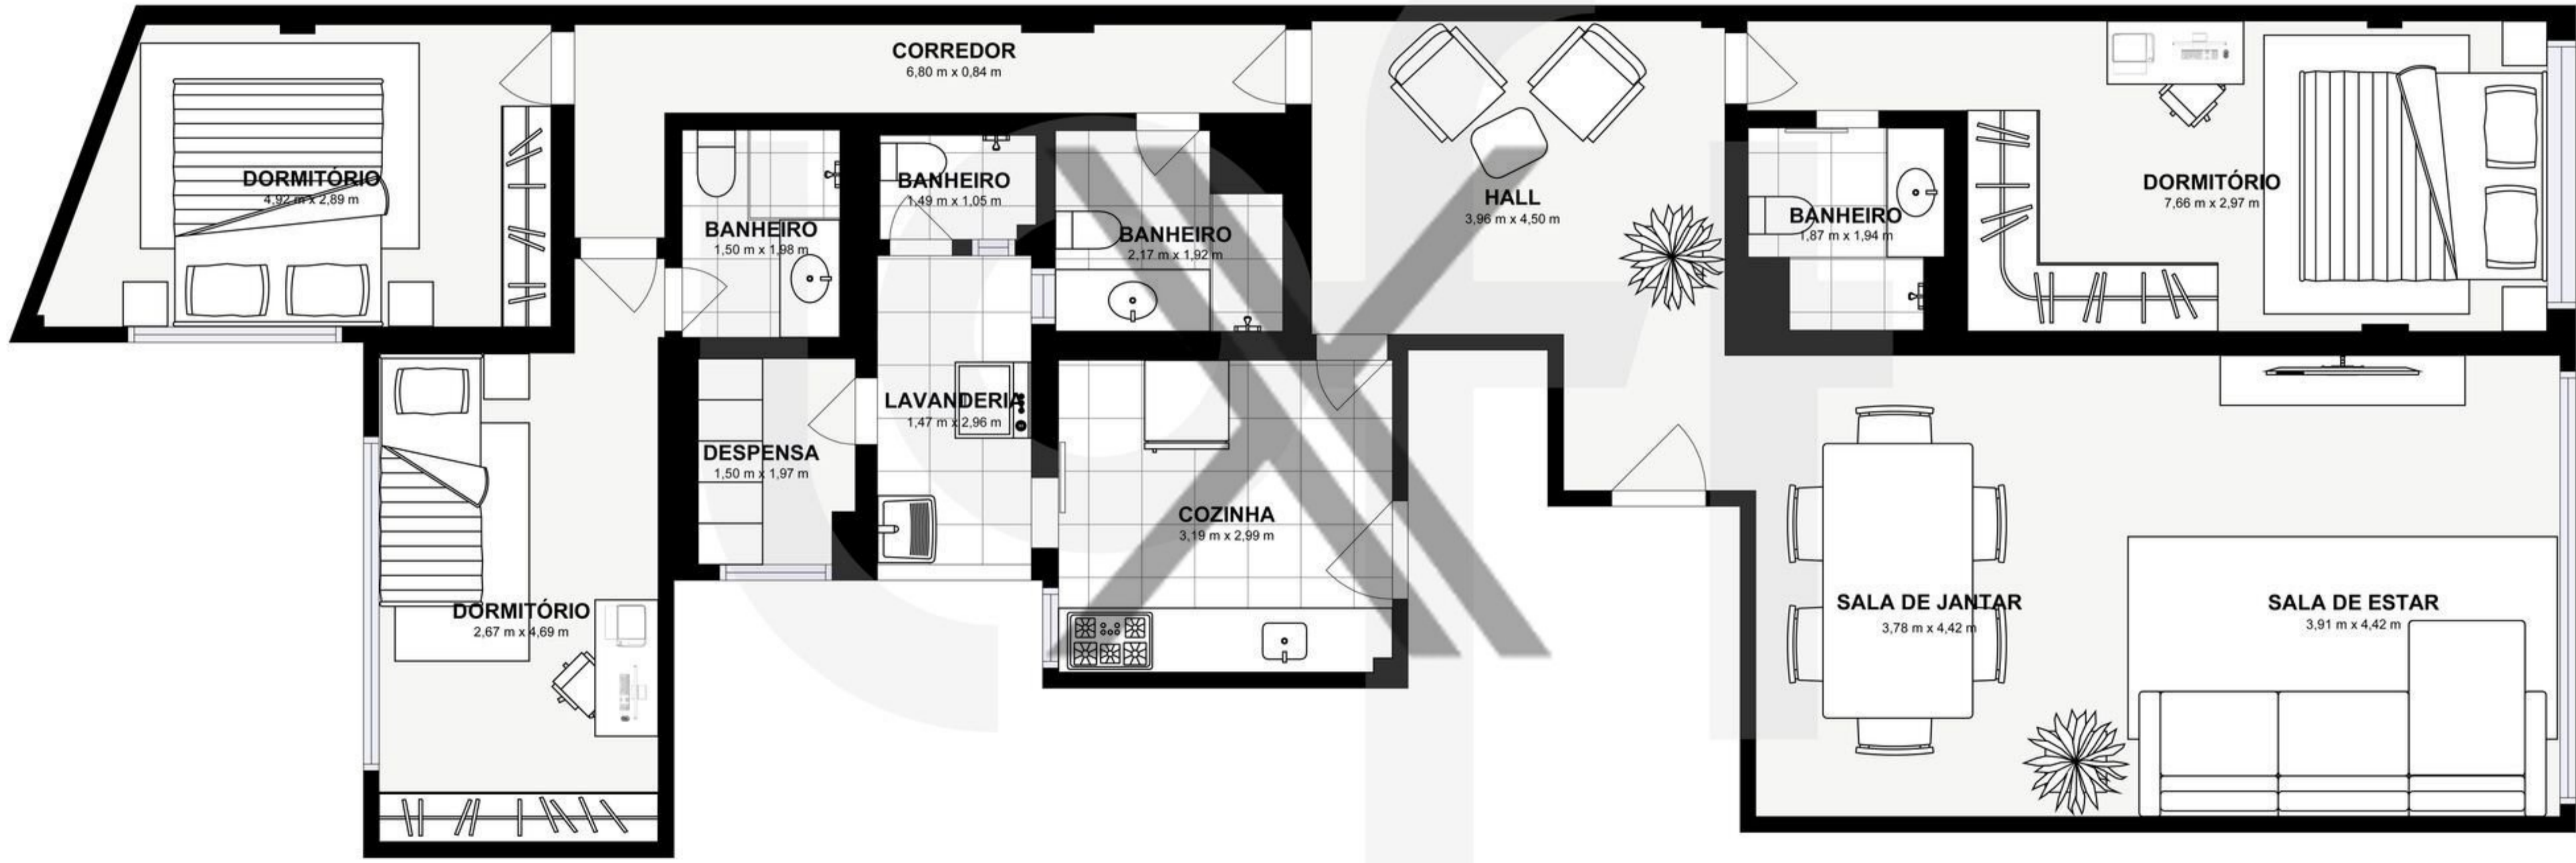 CORREDOR
6,80 m x 0,84 m
DORMITÓRIO
4,92 m x 2,89 m
BANHEIRO
1,50 m x 1,98 m
BANHEIRO
1,49 m x 1,05 m
BANHEIRO
2,17 m x 1,92 m
HALL
3,96 m x 4,50 m
BANHEIRO
1,87 m x 1,94 m
DORMITÓRIO
7,66 m x 2,97 m
LAVANDERIA
1,47 m x 2,96 m
DESPENSA
1,50 m x 1,97 m
COZINHA
3,19 m x 2,99 m
DORMITÓRIO
2,67 m x 4,69 m
SALA DE JANTAR
3,78 m x 4,42 m
SALA DE ESTAR
3,91 m x 4,42 m